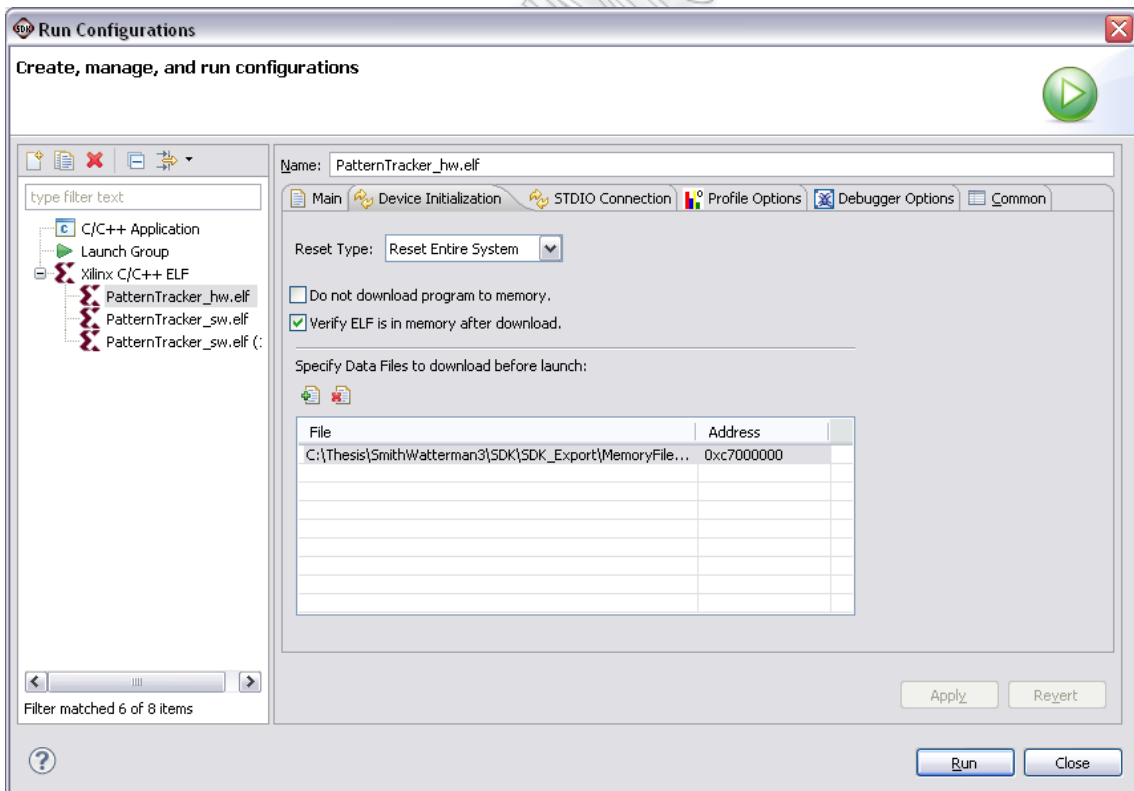 SDK Run Configurations
Create, manage, and run configurations
type filter text
C/C++ Application
Launch Group
Xilinx C/C++ ELF
PatternTracker_hw.elf
PatternTracker_sw.elf
PatternTracker_sw.elf (:
Filter matched 6 of 8 items
Name: PatternTracker_hw.elf
Main Device Initialization STDIO Connection Profile Options Debugger Options Common
Reset Type: Reset Entire System
Do not download program to memory.
Verify ELF is in memory after download.
Specify Data Files to download before launch:
File Address
C:\Thesis\SmithWatterman3\SDK\SDK_Export\MemoryFile... 0xc7000000
Apply Revert
? Run Close